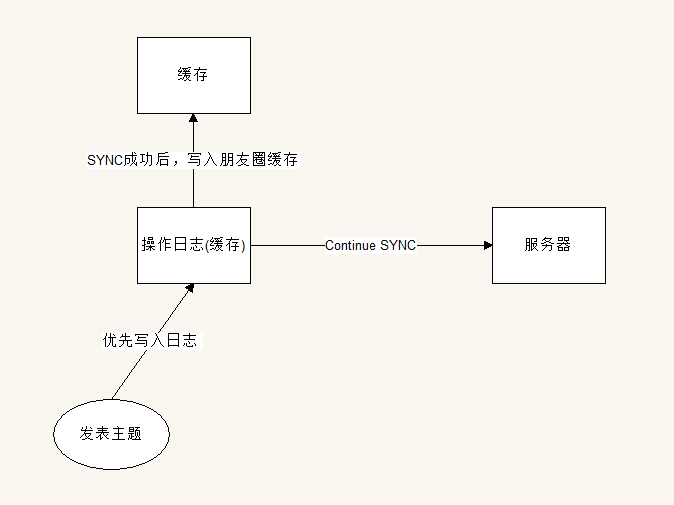 缓存
SYNC成功后，写入朋友圈缓存
操作日志(缓存)
Continue SYNC
服务器
优先写入日志
发表主题